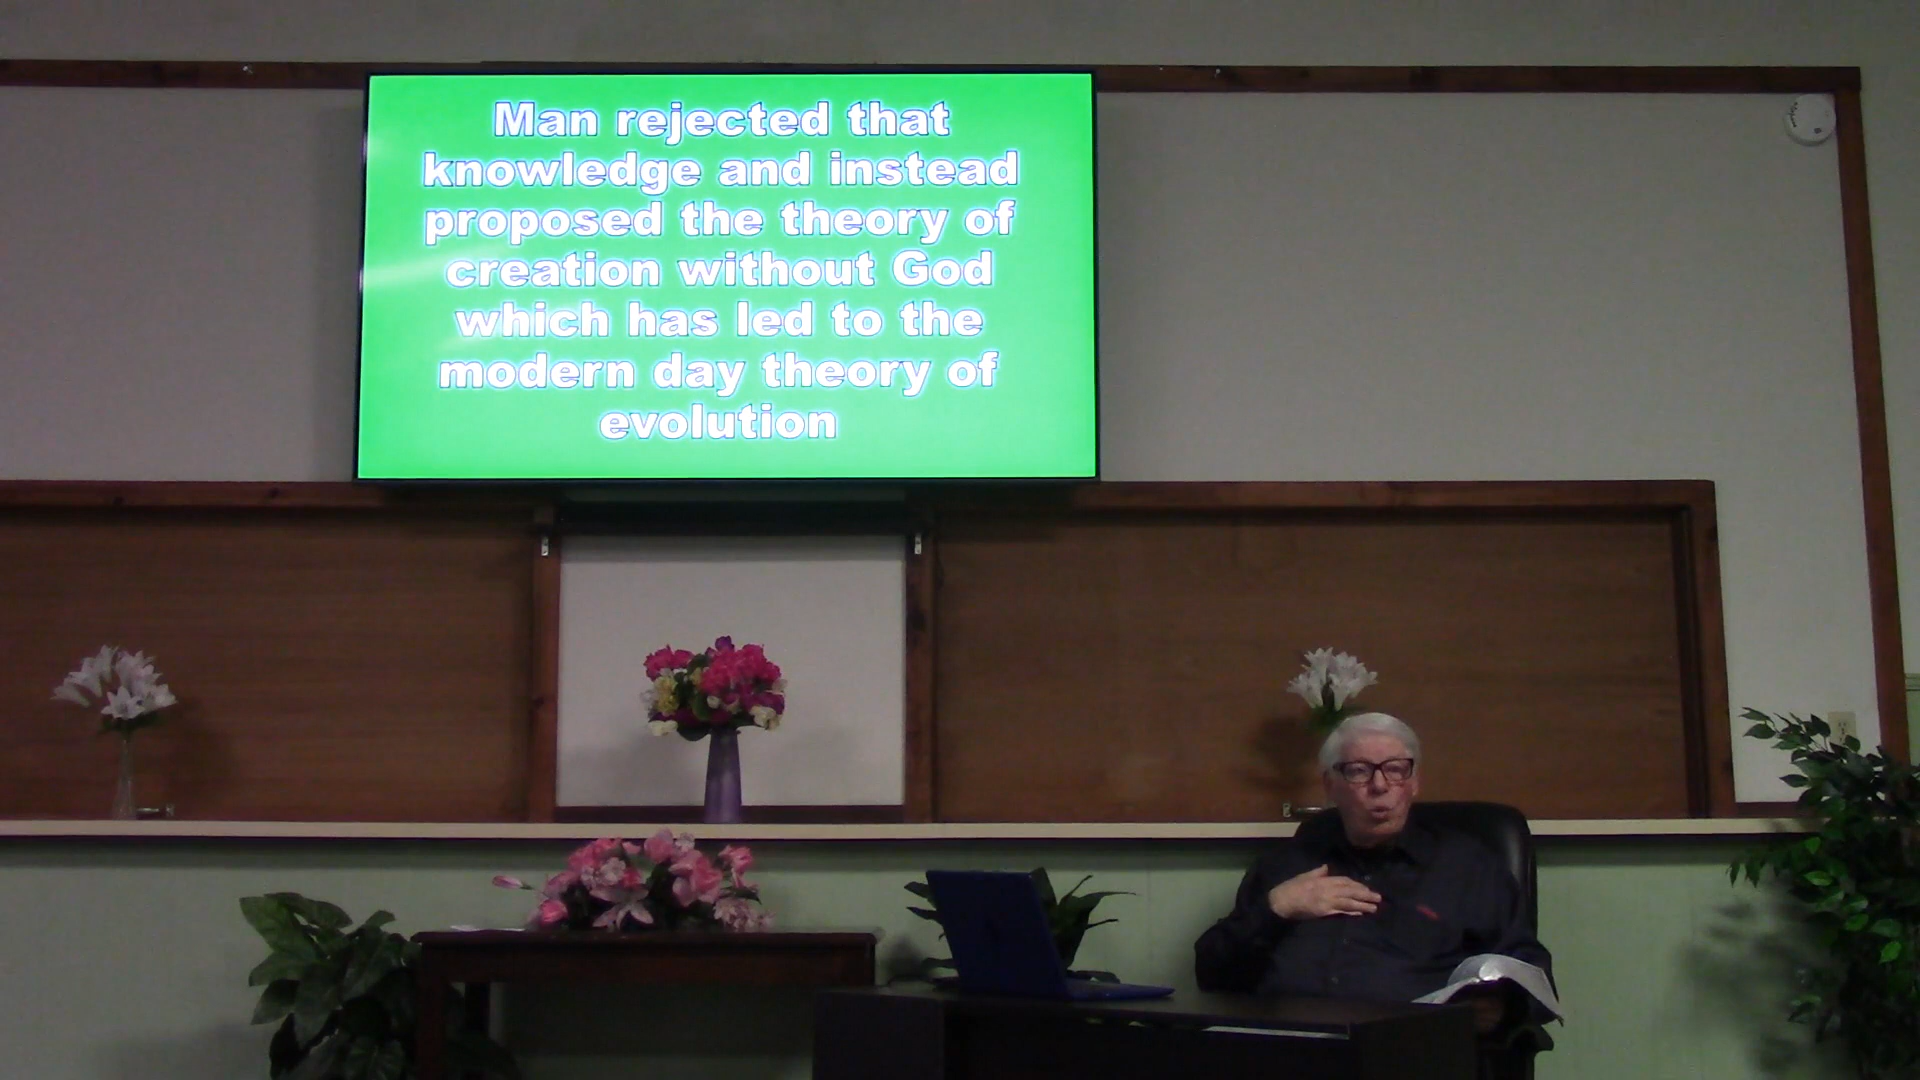 Man rejected that
knowledge and instead
proposed the theory of
creation without God
which has led to the
modern day theory of
evolution